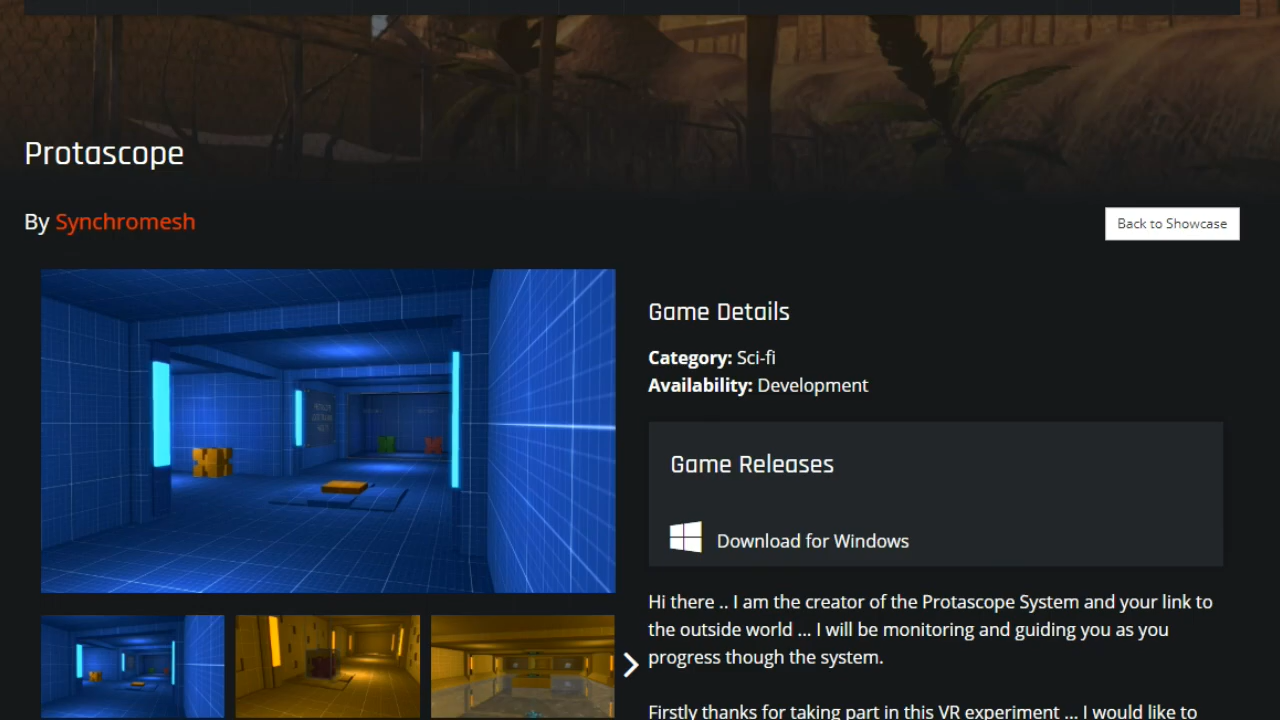 Protascope
By Synchromesh
Back to Showcase
Game Details
Category: Sci-fi
Availability: Development
Game Releases
Download for Windows
Hi there .. I am the creator of the Protascope System and your link to
the outside world ... I will be monitoring and guiding you as you
progress though the system.
Firstly thanks for taking part in this VR experiment ... I would like to